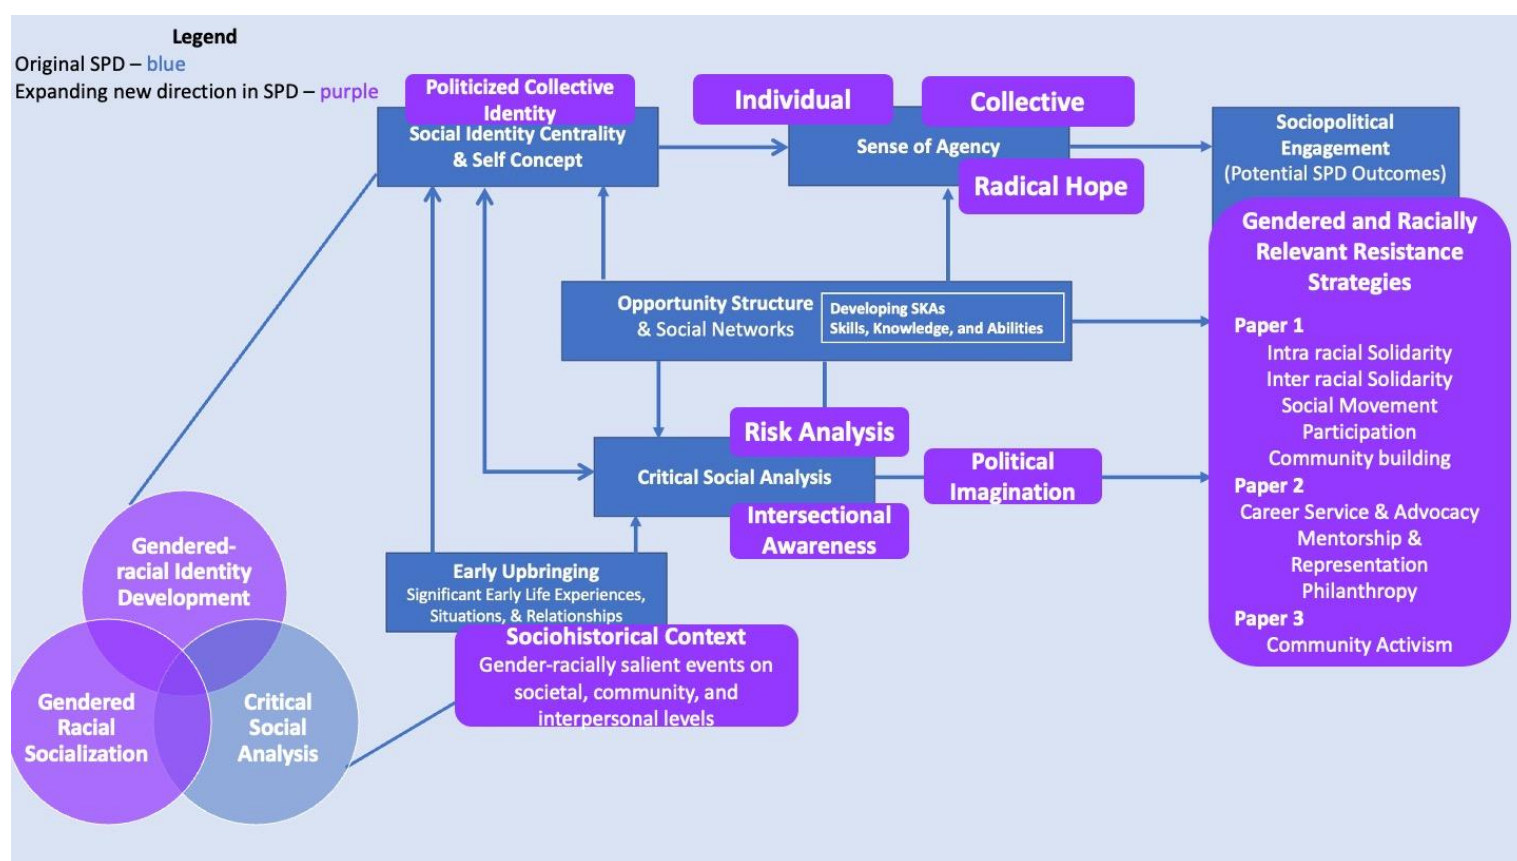 Legend
Original SPD – blue
Expanding new direction in SPD – purple
Politicized Collective
Identity
Social Identity Centrality
& Self Concept
Individual
Collective
Sense of Agency
Radical Hope
Sociopolitical
Engagement
(Potential SPD Outcomes)
Gendered and Racially
Relevant Resistance
Strategies
Paper 1
Intra racial Solidarity
Inter racial Solidarity
Social Movement
Participation
Community building
Paper 2
Career Service & Advocacy
Mentorship &
Representation
Philanthropy
Paper 3
Community Activism
Opportunity Structure
& Social Networks
Developing SKAs
Skills, Knowledge, and Abilities
Risk Analysis
Critical Social Analysis
Political
Imagination
Intersectional
Awareness
Early Upbringing
Significant Early Life Experiences,
Situations, & Relationships
Sociohistorical Context
Gender-racially salient events on
societal, community, and
interpersonal levels
Gendered-
racial Identity
Development
Gendered
Racial
Socialization
Critical
Social
Analysis